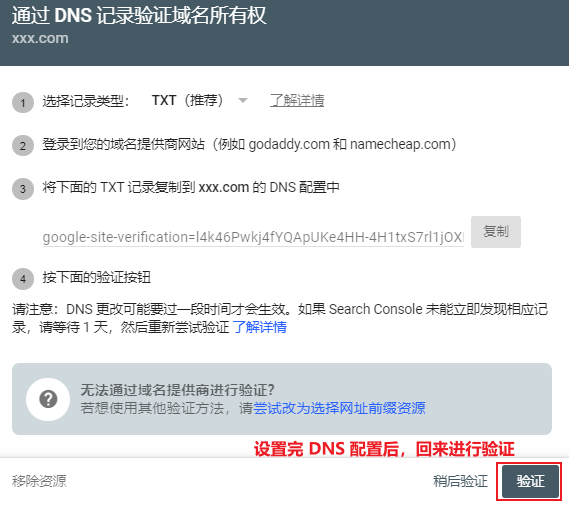 通过 DNS 记录验证域名所有权
xxx.com
1 选择记录类型： TXT（推荐） 了解详情
2 登录到您的域名提供商网站（例如 godaddy.com 和 namecheap.com）
3 将下面的 TXT 记录复制到 xxx.com 的 DNS 配置中
google-site-verification=l4k46Pwkj4fYQApUKe4HH-4H1txS7rl1jOX 复制
4 按下面的验证按钮
请注意：DNS 更改可能要过一段时间才会生效。如果 Search Console 未能立即发现相应记
录，请等待 1 天，然后重新尝试验证 了解详情
无法通过域名提供商进行验证？
若想使用其他验证方法，请尝试改为选择网址前缀资源
设置完 DNS 配置后，回来进行验证
移除资源 稍后验证 验证